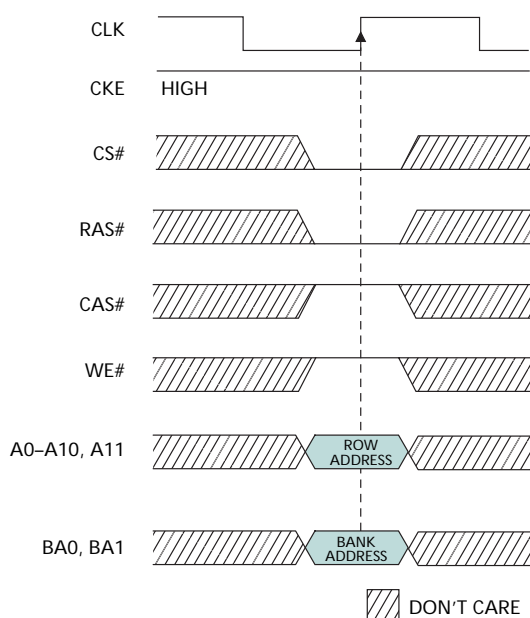 CLK
CKE HIGH
CS#
RAS#
CAS#
WE#
A0–A10, A11 ROW
ADDRESS
BA0, BA1 BANK
ADDRESS
DON'T CARE